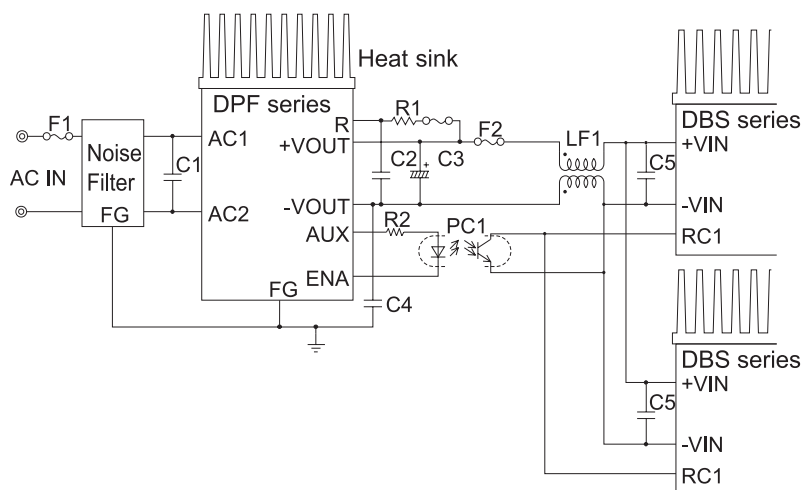 Heat sink
DPF series
DBS series
F1
R
R1
F2
LF1
AC1
+VOUT
+VIN
Noise
Filter
C1
C2
C3
C5
AC IN
AC2
-VOUT
-VIN
FG
R2
PC1
AUX
RC1
ENA
FG
C4
DBS series
+VIN
C5
-VIN
RC1